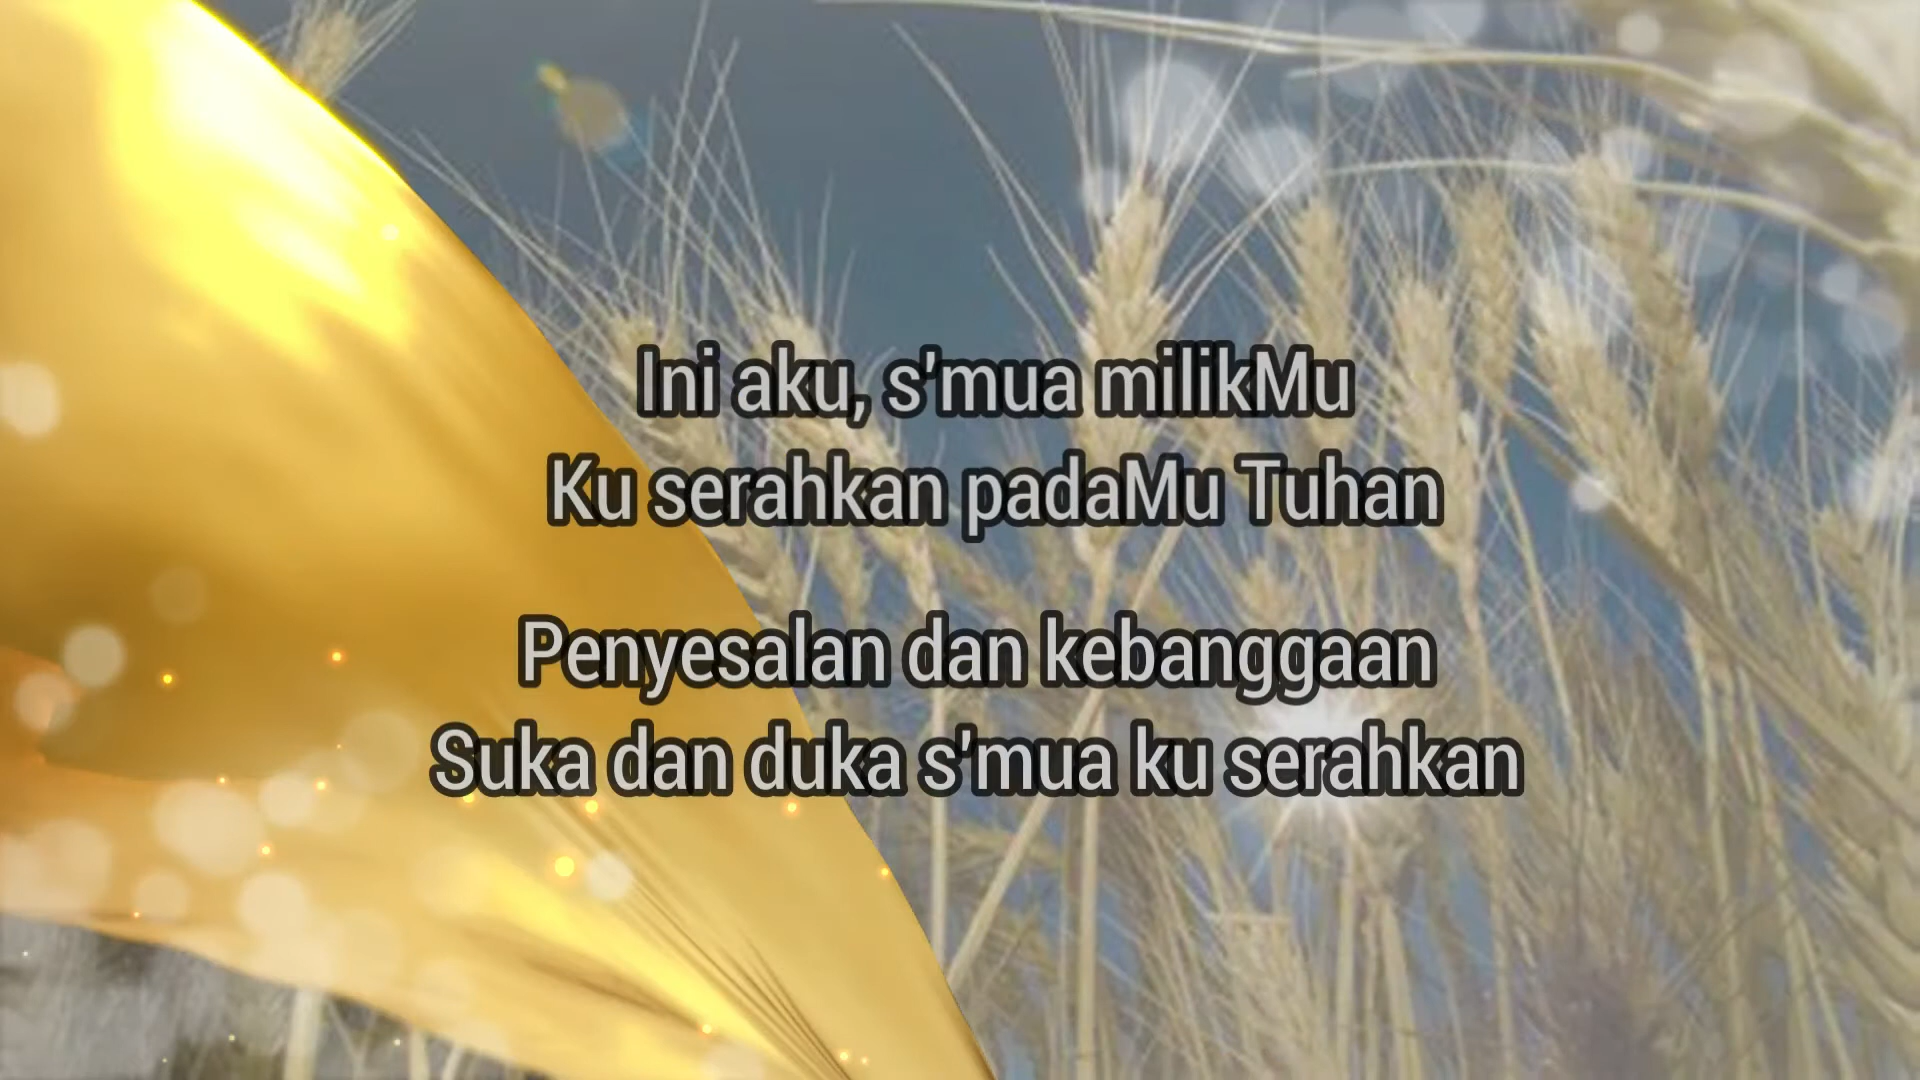 Ini aku, s'mua milikMu
Ku serahkan padaMu Tuhan
Penyesalan dan kebanggaan
Suka dan duka s'mua ku serahkan